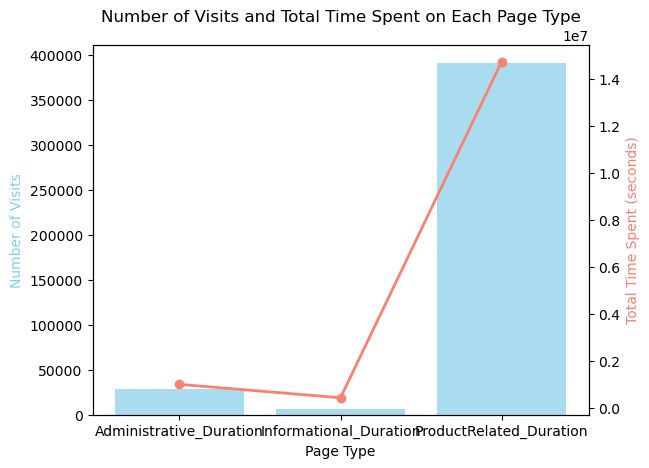 Number of Visits and Total Time Spent on Each Page Type
1e7
400000
350000
300000
250000
200000
150000
100000
50000
0
Number of Visits
1.4
1.2
1.0
0.8
0.6
0.4
0.2
0.0
Total Time Spent (seconds)
Administrative_Duration
Informational_Duration
ProductRelated_Duration
Page Type